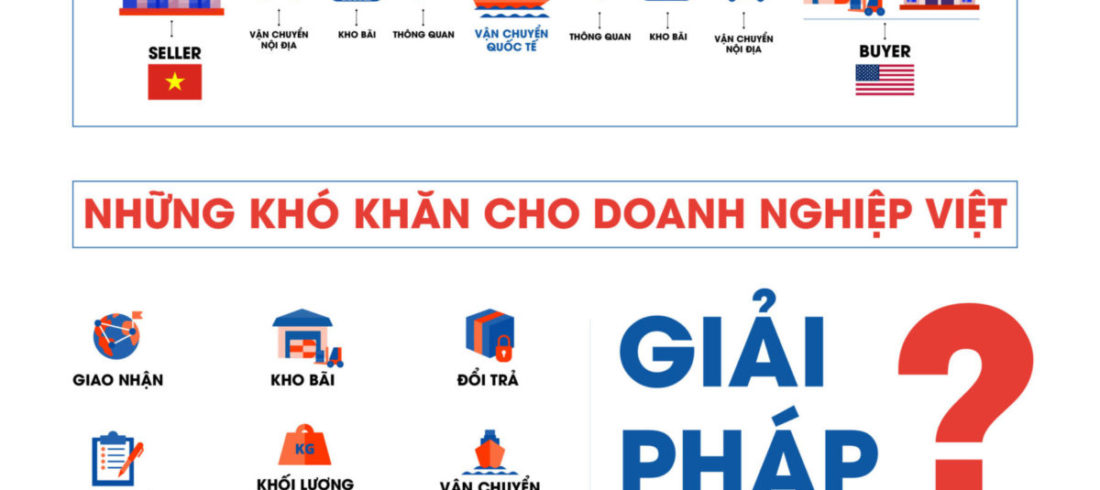 SELLER
VẬN CHUYỂN
NỘI ĐỊA
KHO BÃI
THÔNG QUAN
VẬN CHUYỂN
QUỐC TẾ
THÔNG QUAN
KHO BÃI
VẬN CHUYỂN
NỘI ĐỊA
BUYER
NHỮNG KHÓ KHĂN CHO DOANH NGHIỆP VIỆT
GIAO NHẬN
KHO BÃI
ĐỔI TRẢ
KG
KHỐI LƯỢNG
VẬN CHUYỂN
GIẢI
PHÁP
?